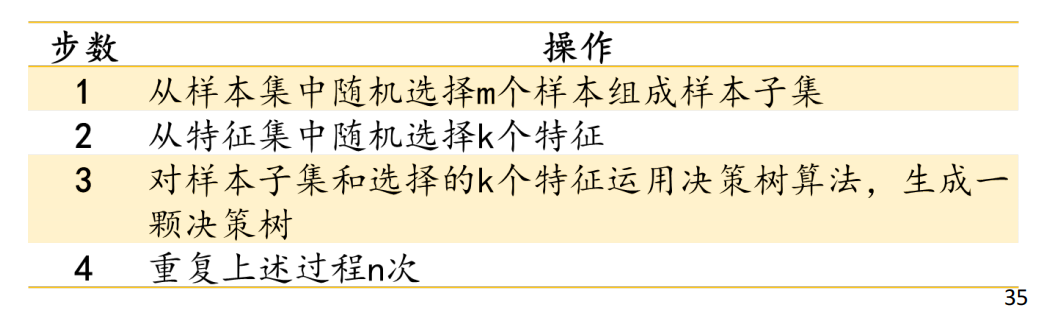 步数 操作
1 从样本集中随机选择m个样本组成样本子集
2 从特征集中随机选择k个特征
3 对样本子集和选择的k个特征运用决策树算法，生成一
颗决策树
4 重复上述过程n次
35